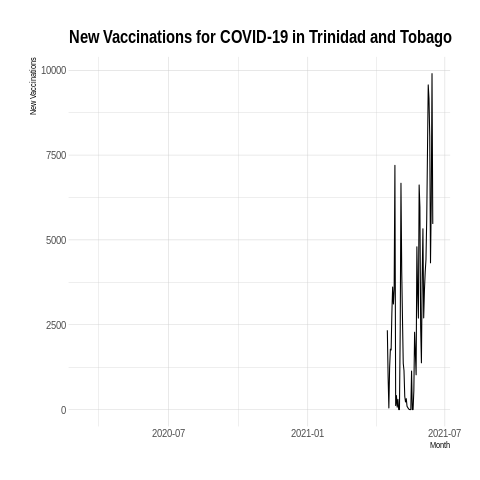 New Vaccinations for COVID-19 in Trinidad and Tobago
New Vaccinations
10000
7500
5000
2500
0
2020-07
2021-01
2021-07
Month